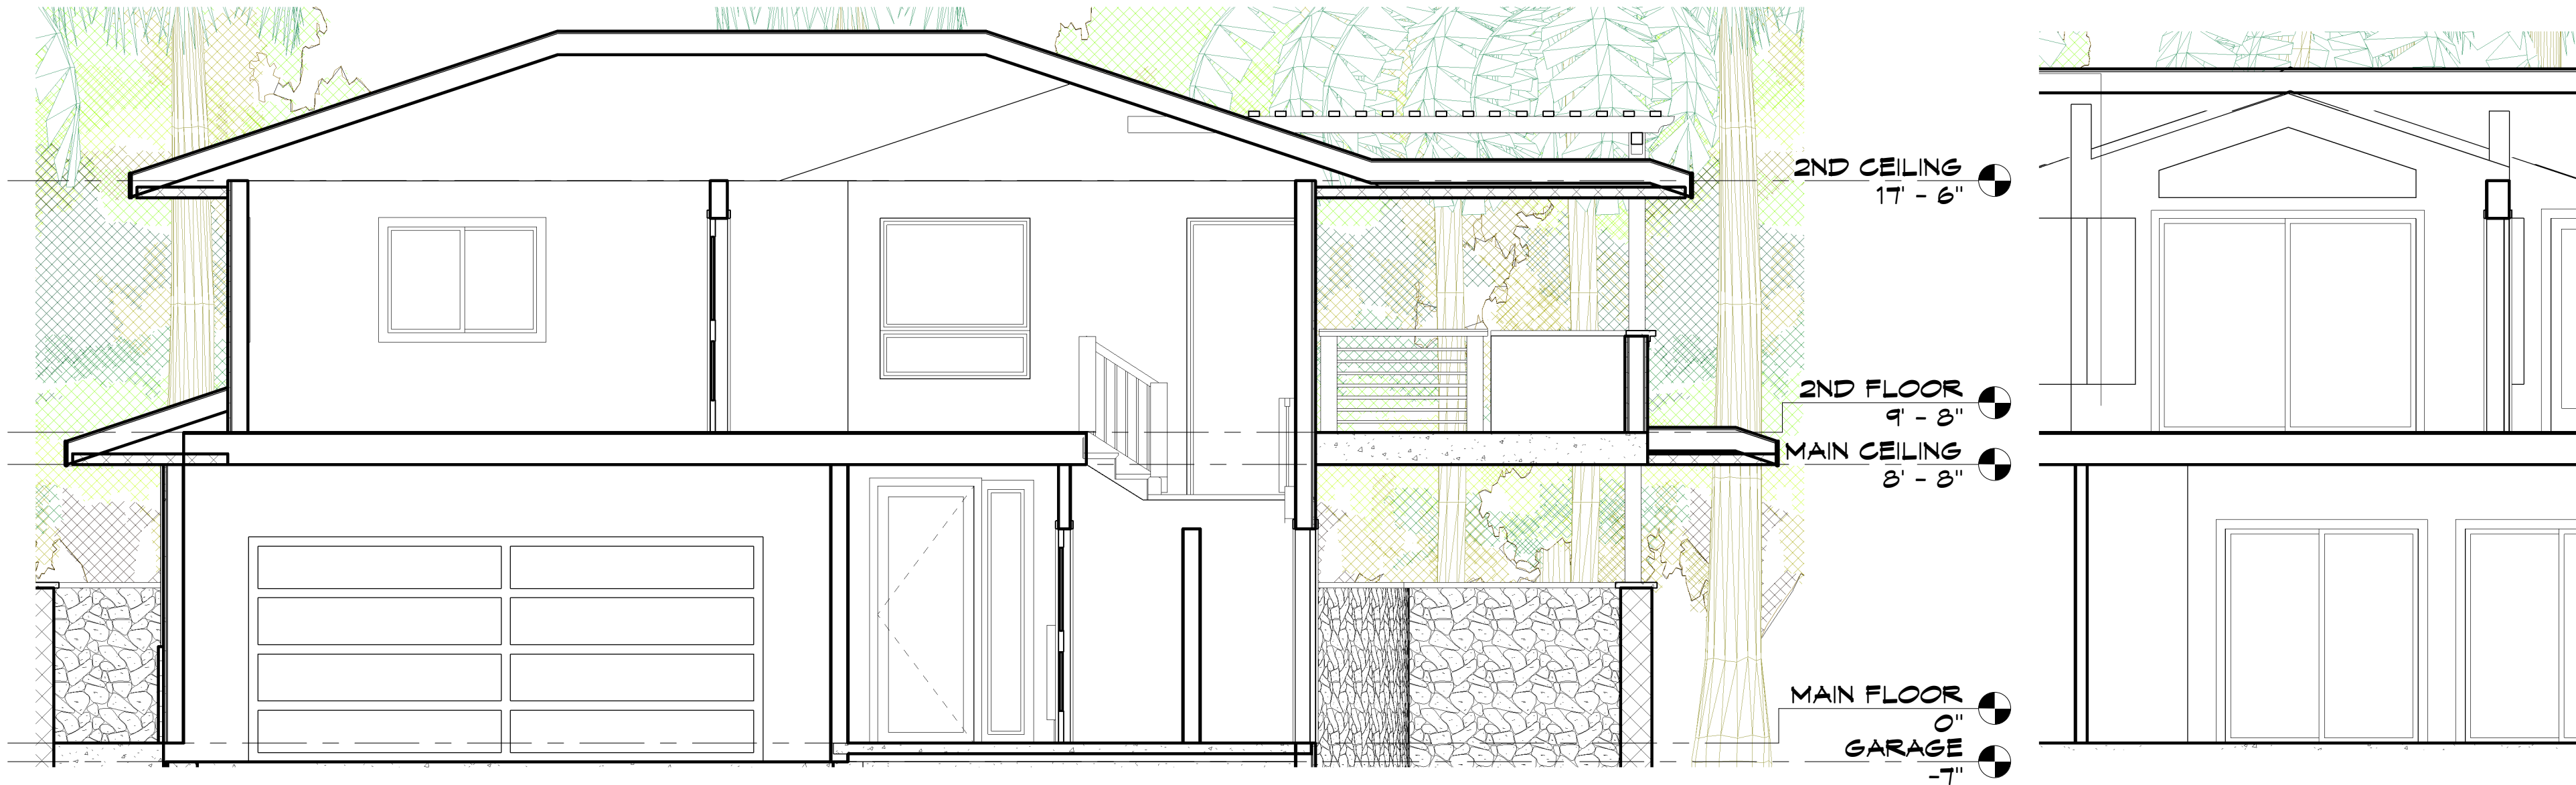 2ND CEILING
17' - 6"
2ND FLOOR
9' - 8"
MAIN CEILING
8' - 8"
MAIN FLOOR
0"
GARAGE
-7"